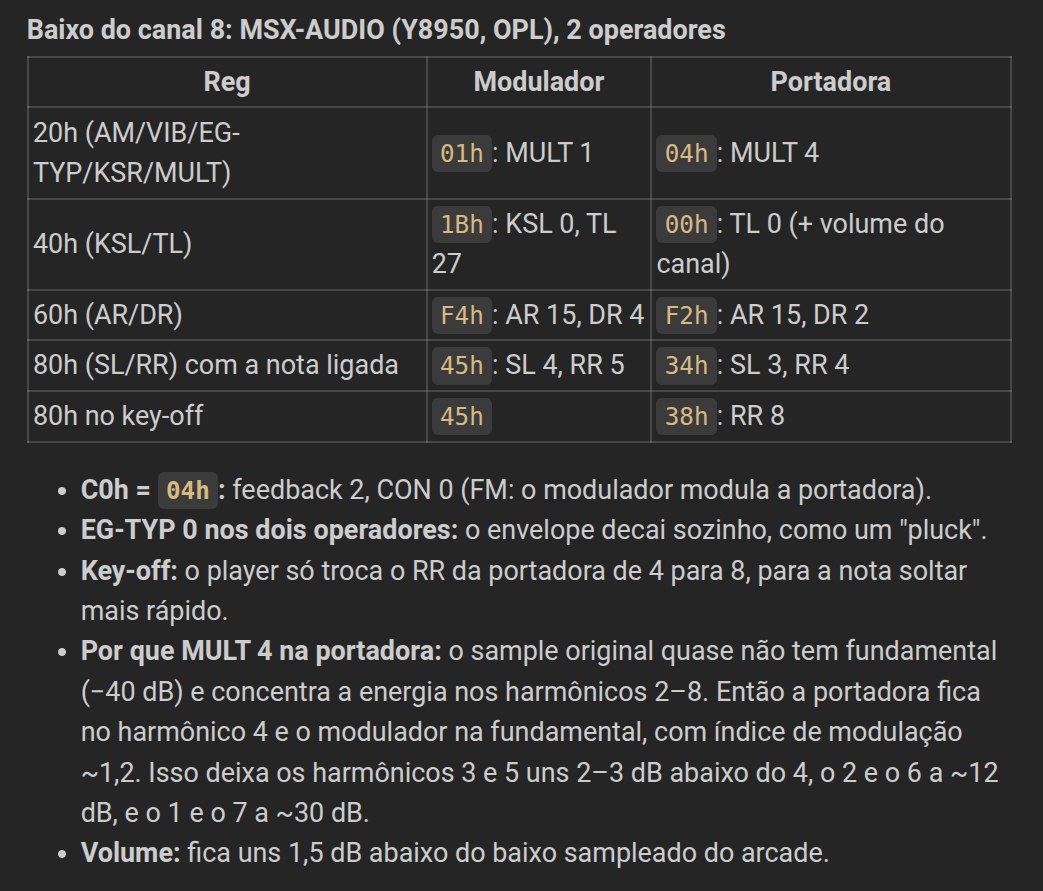 Baixo do canal 8: MSX-AUDIO (Y8950, OPL), 2 operadores
Reg Modulador Portadora
20h (AM/VIB/EG-
TYP/KSR/MULT) 01h: MULT 1 04h: MULT 4
40h (KSL/TL) 1Bh: KSL 0, TL
27 00h: TL 0 (+ volume do
canal)
60h (AR/DR) F4h: AR 15, DR 4 F2h: AR 15, DR 2
80h (SL/RR) com a nota ligada 45h: SL 4, RR 5 34h: SL 3, RR 4
80h no key-off 45h 38h: RR 8
• C0h = 04h: feedback 2, CON 0 (FM: o modulador modula a portadora).
• EG-TYP 0 nos dois operadores: o envelope decai sozinho, como um "pluck".
• Key-off: o player só troca o RR da portadora de 4 para 8, para a nota soltar
mais rápido.
• Por que MULT 4 na portadora: o sample original quase não tem fundamental
(−40 dB) e concentra a energia nos harmônicos 2–8. Então a portadora fica
no harmônico 4 e o modulador na fundamental, com índice de modulação
~1,2. Isso deixa os harmônicos 3 e 5 uns 2–3 dB abaixo do 4, o 2 e o 6 a ~12
dB, e o 1 e o 7 a ~30 dB.
• Volume: fica uns 1,5 dB abaixo do baixo sampleado do arcade.